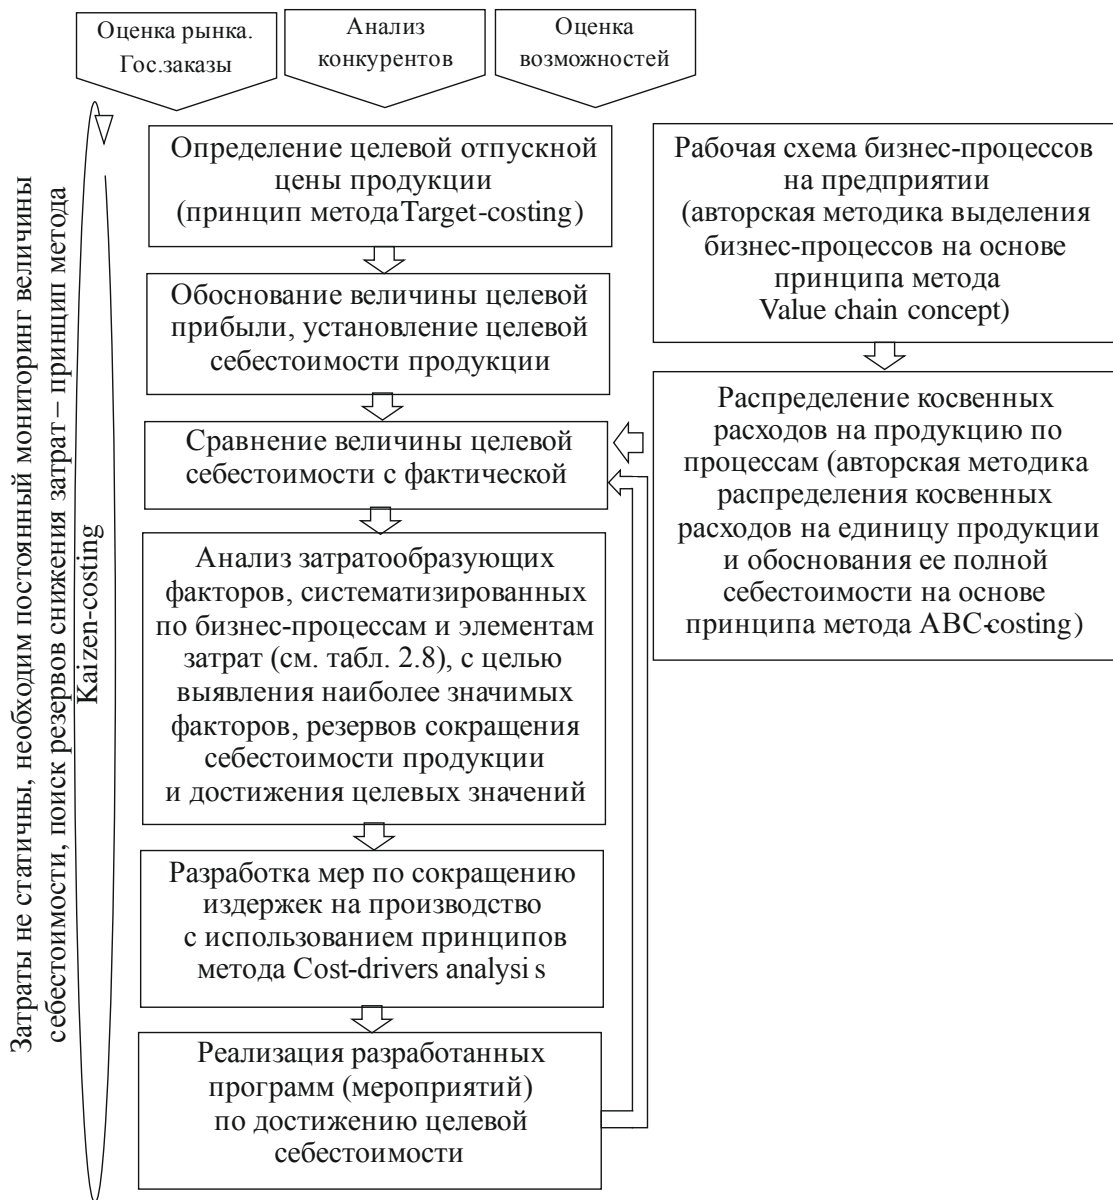 Оценка рынка.
Гос.заказы
Анализ
конкурентов
Оценка
возможностей
Затраты не статичны, необходим постоянный мониторинг величины
себестоимости, поиск резервов снижения затрат – принцип метода
Kaizen-costing
Определение целевой отпускной
цены продукции
(принцип метода Target-costing)
Обоснование величины целевой
прибыли, установление целевой
себестоимости продукции
Сравнение величины целевой
себестоимости с фактической
Анализ затратообразующих
факторов, систематизированных
по бизнес-процессам и элементам
затрат (см. табл. 2.8), с целью
выявления наиболее значимых
факторов, резервов сокращения
себестоимости продукции
и достижения целевых значений
Разработка мер по сокращению
издержек на производство
с использованием принципов
метода Cost-drivers analysis
Реализация разработанных
программ (мероприятий)
по достижению целевой
себестоимости
Рабочая схема бизнес-процессов
на предприятии
(авторская методика выделения
бизнес-процессов на основе
принципа метода
Value chain concept)
Распределение косвенных
расходов на продукцию по
процессам (авторская методика
распределения косвенных
расходов на единицу продукции
и обоснования ее полной
себестоимости на основе
принципа метода ABC-costing)